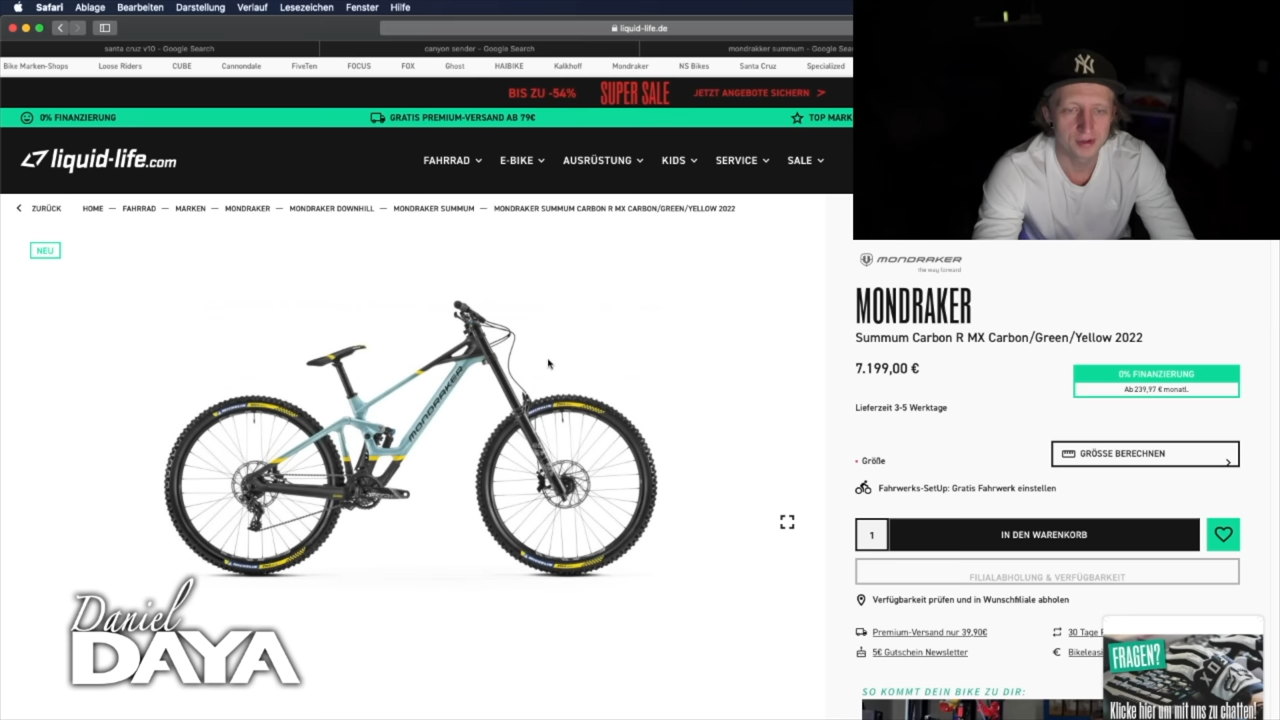 Safari Ablage Bearbeiten Darstellung Verlauf Lesezeichen Fenster Hilfe
liquid-life.de
santa cruz v10 - Google Search
canyon sender - Google Search
mondrakker summum - Google Sea
Bike Marken-Shops Loose Riders CUBE Cannondale FiveTen FOCUS FOX Ghost HAIBIKE Kalkhoff Mondraker NS Bikes Santa Cruz Specialized
BIS ZU -54% SUPER SALE JETZT ANGEBOTE SICHERN >
0% FINANZIERUNG GRATIS PREMIUM-VERSAND AB 79€ TOP MARK
liquid-life.com
FAHRRAD E-BIKE AUSRÜSTUNG KIDS SERVICE SALE
NY
ZURÜCK HOME — FAHRRAD — MARKEN — MONDRAKER — MONDRAKER DOWNHILL — MONDRAKER SUMMUM — MONDRAKER SUMMUM CARBON R MX CARBON/GREEN/YELLOW 2022
NEU
MONDRAKER
MONDRAKER
the way forward
MONDRAKER
Summum Carbon R MX Carbon/Green/Yellow 2022
7.199,00 €
0% FINANZIERUNG
Ab 239,97 € monatl.
Lieferzeit 3-5 Werktage
• Größe
GRÖSSE BERECHNEN
Fahrwerks-SetUp: Gratis Fahrwerk einstellen
1 IN DEN WARENKORB
FILIALABHOLUNG & VERFÜGBARKEIT
Verfügbarkeit prüfen und in Wunschfiliale abholen
Premium-Versand nur 39,90€
30 Tage
5€ Gutschein Newsletter
€ Bikeleasi
SO KOMMT DEIN BIKE ZU DIR:
FRAGEN?
FOX
Klicke hier um mit uns zu chatten!
Daniel
DAYA